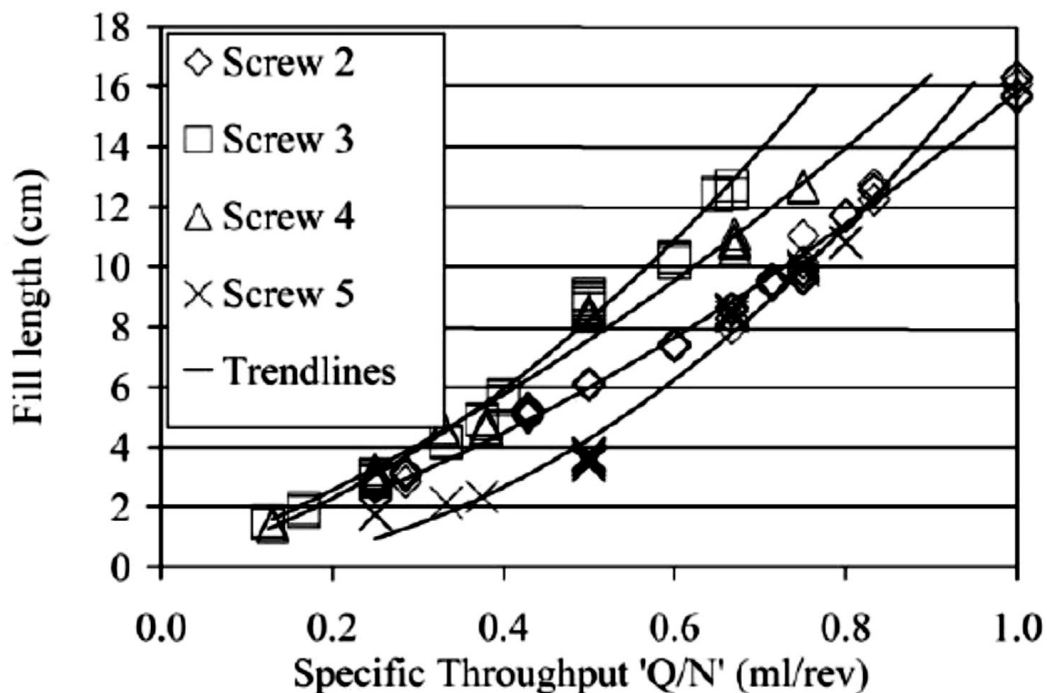 18
16
14
12
10
8
6
4
2
0
Fill length (cm)
Screw 2
Screw 3
Screw 4
Screw 5
Trendlines
0.0 0.2 0.4 0.6 0.8 1.0
Specific Throughput 'Q/N' (ml/rev)